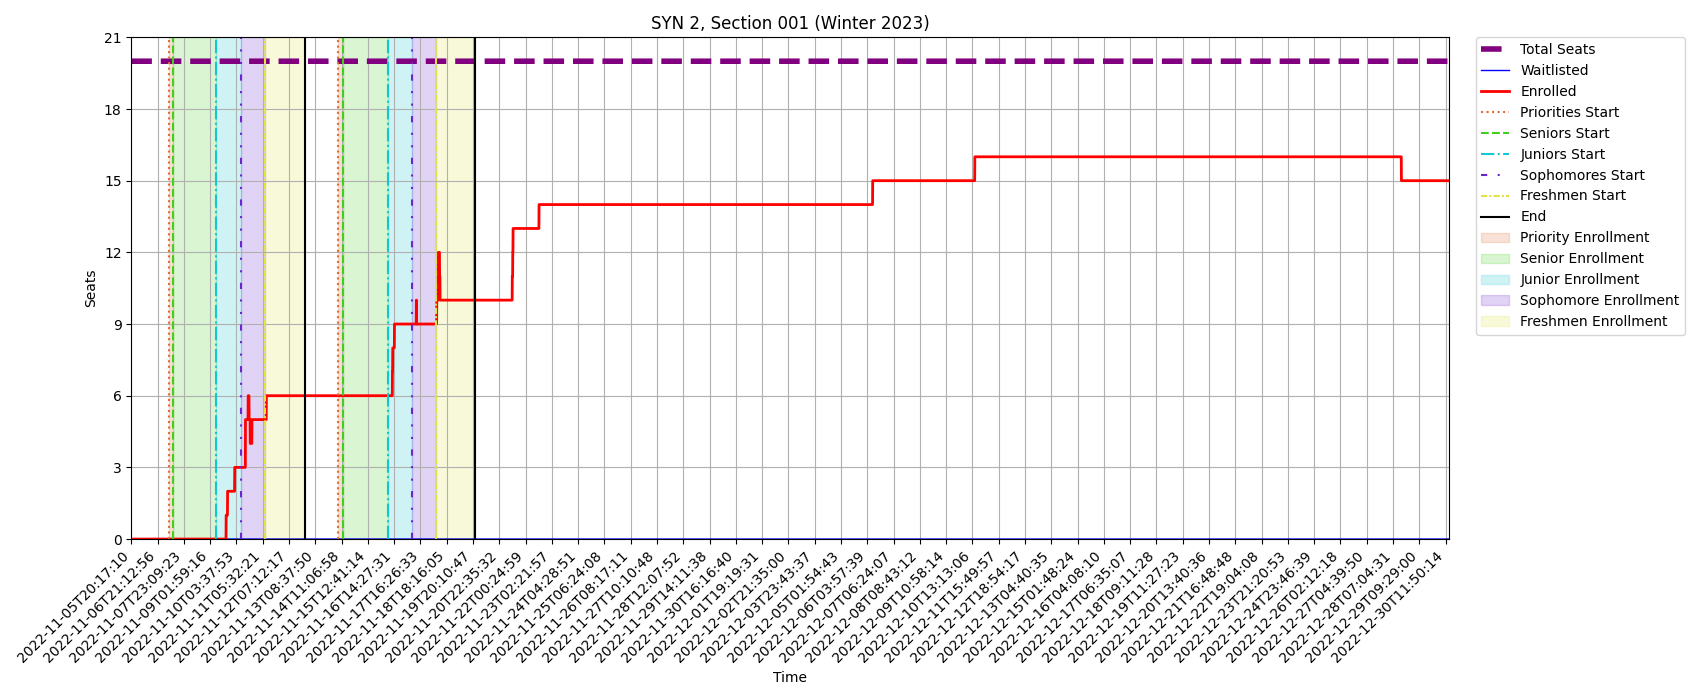 SYN 2, Section 001 (Winter 2023)
21
18
15
12
9
6
3
0
Seats
2022-11-05T20:17:10
2022-11-06T21:12:56
2022-11-07T23:09:23
2022-11-09T01:59:16
2022-11-10T03:37:53
2022-11-11T05:32:21
2022-11-12T07:12:17
2022-11-13T08:37:50
2022-11-14T11:06:58
2022-11-15T12:41:14
2022-11-16T14:27:31
2022-11-17T16:26:33
2022-11-18T18:16:05
2022-11-19T20:10:47
2022-11-20T22:35:32
2022-11-22T00:24:59
2022-11-23T02:21:57
2022-11-24T04:28:51
2022-11-25T06:24:08
2022-11-26T08:17:11
2022-11-27T10:10:48
2022-11-28T12:07:52
2022-11-29T14:11:38
2022-11-30T16:16:40
2022-12-01T19:19:31
2022-12-02T21:35:00
2022-12-03T23:43:37
2022-12-05T01:54:43
2022-12-06T03:57:39
2022-12-07T06:24:07
2022-12-08T08:43:12
2022-12-09T10:58:14
2022-12-10T13:13:06
2022-12-11T15:49:57
2022-12-12T18:54:17
2022-12-13T04:40:35
2022-12-15T01:48:24
2022-12-16T04:08:10
2022-12-17T06:35:07
2022-12-18T09:11:28
2022-12-19T11:27:23
2022-12-20T13:40:36
2022-12-21T16:48:48
2022-12-22T19:04:08
2022-12-23T21:20:53
2022-12-24T23:46:39
2022-12-26T02:12:18
2022-12-27T04:39:50
2022-12-28T07:04:31
2022-12-29T09:29:00
2022-12-30T11:50:14
Time
Total Seats
Waitlisted
Enrolled
Priorities Start
Seniors Start
Juniors Start
Sophomores Start
Freshmen Start
End
Priority Enrollment
Senior Enrollment
Junior Enrollment
Sophomore Enrollment
Freshmen Enrollment